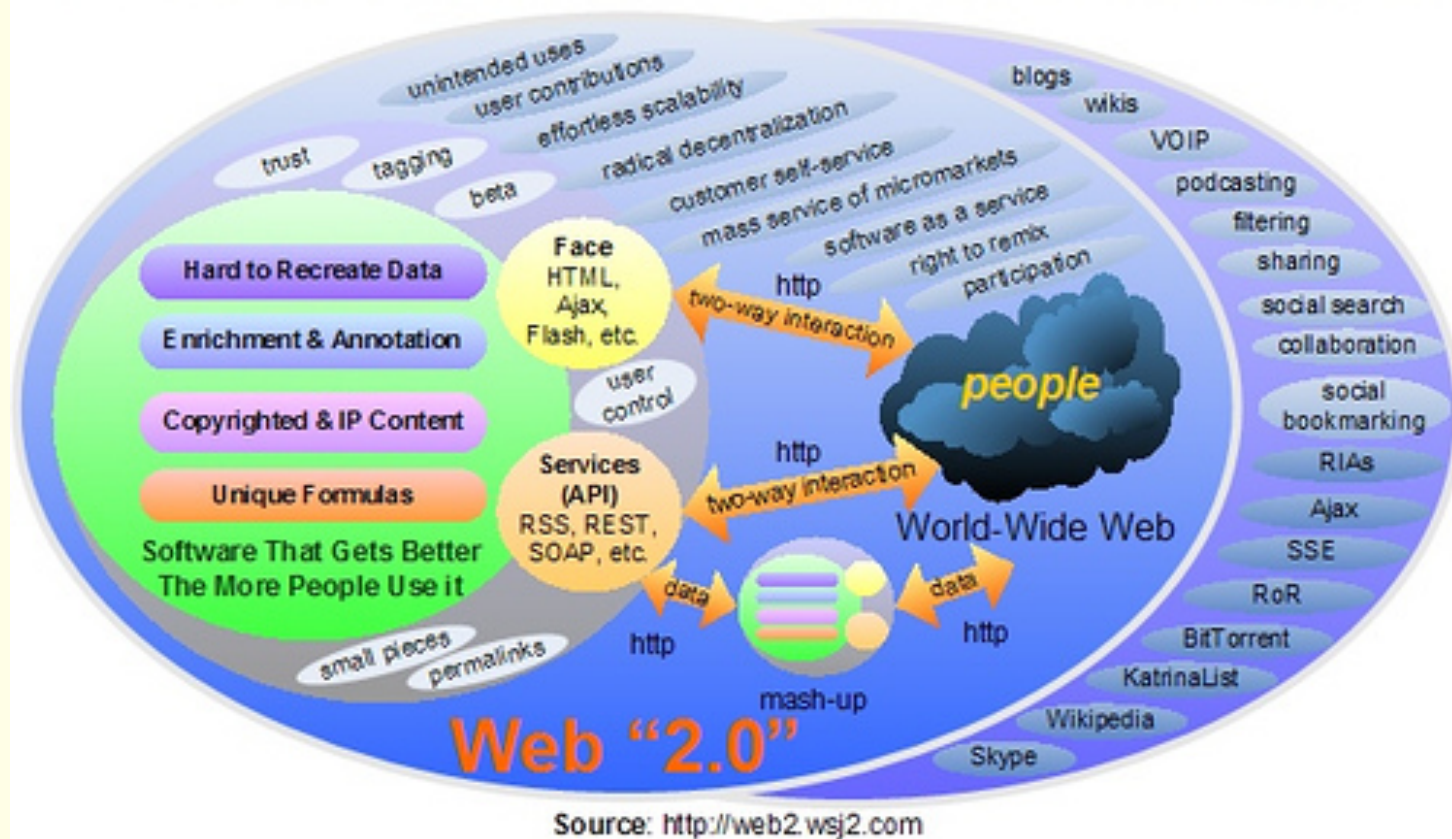 unintended uses
user contributions
effortless scalability
radical decentralization
customer self-service
mass service of micromarkets
software as a service
right to remix
participation
trust
tagging
beta
Hard to Recreate Data
Enrichment & Annotation
Copyrighted & IP Content
Unique Formulas
Software That Gets Better
The More People Use it
Face
HTML,
Ajax,
Flash, etc.
user
control
Services
(API)
RSS, REST,
SOAP, etc.
small pieces
permalinks
http
two-way interaction
http
two-way interaction
people
World-Wide Web
data
http
data
http
mash-up
Web “2.0”
blogs
wikis
VOIP
podcasting
filtering
sharing
social search
collaboration
social
bookmarking
RIAs
Ajax
SSE
RoR
BitTorrent
KatrinaList
Wikipedia
Skype
Source: http://web2.wsj2.com